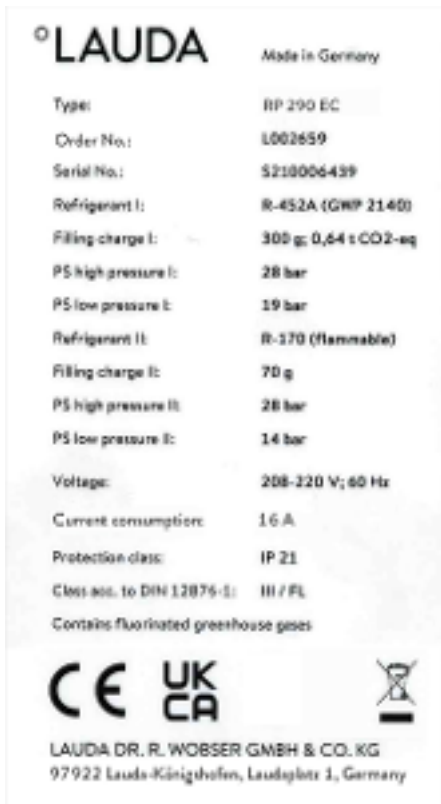 °LAUDA Made in Germany
Type: RP 290 EC
Order No.: L002659
Serial No.: S210006439
Refrigerant I: R-452A (GWP 2140)
Filling charge I: 300 g; 0,64 t CO2-eq
PS high pressure I: 28 bar
PS low pressure I: 19 bar
Refrigerant II: R-170 (flammable)
Filling charge II: 70 g
PS high pressure II: 28 bar
PS low pressure II: 14 bar
Voltage: 208-220 V; 60 Hz
Current consumption: 16 A
Protection class: IP 21
Class acc. to DIN 12876-1: III / FL
Contains fluorinated greenhouse gases
CE UK
CA
LAUDA DR. R. WOBSER GMBH & CO. KG
97922 Lauda-Königshofen, Laudaplatz 1, Germany